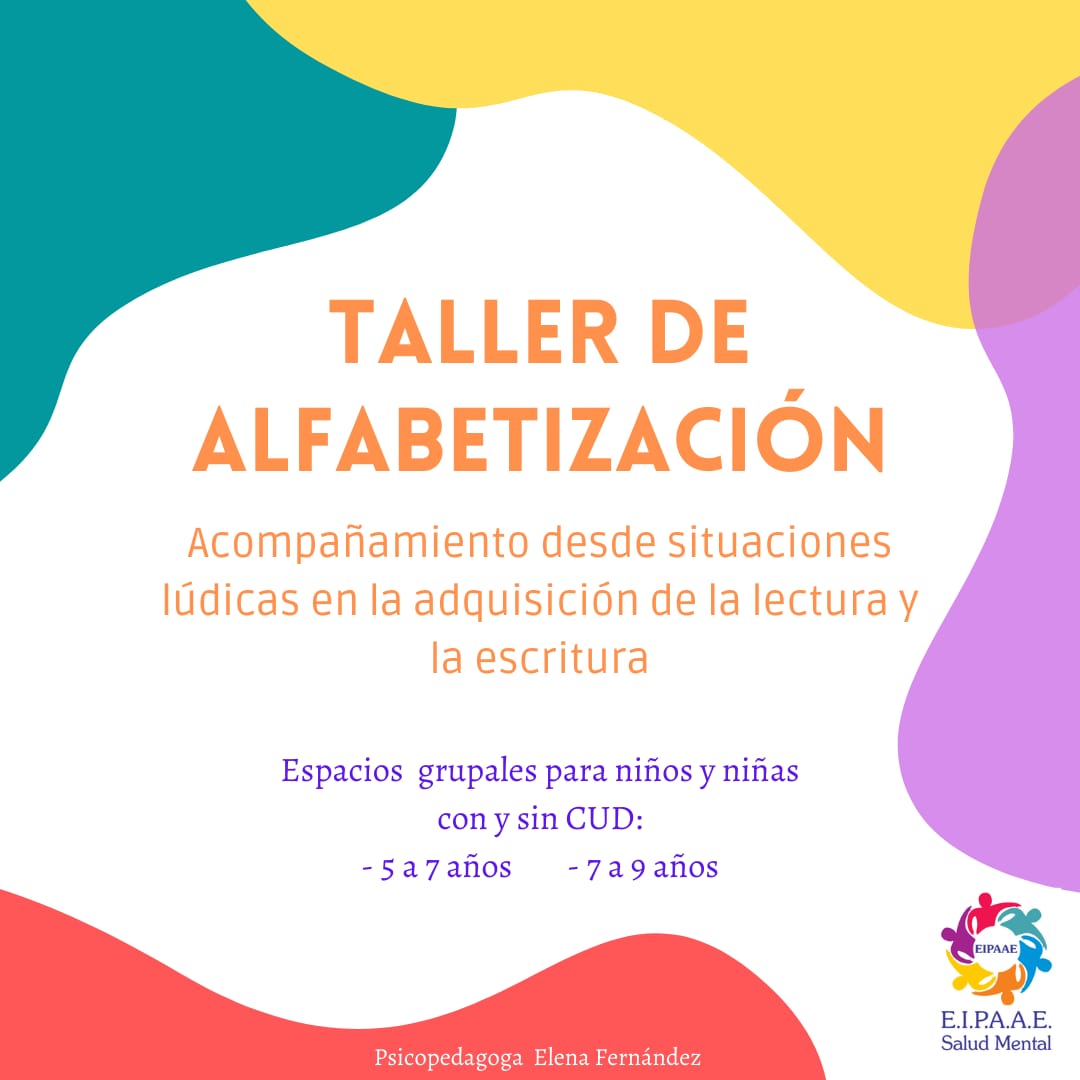 TALLER DE
ALFABETIZACIÓN
Acompañamiento desde situaciones
lúdicas en la adquisición de la lectura y
la escritura
Espacios grupales para niños y niñas
con y sin CUD:
- 5 a 7 años - 7 a 9 años
EIPAAE
E.I.PA.A.E.
Salud Mental
Psicopedagoga Elena Fernández